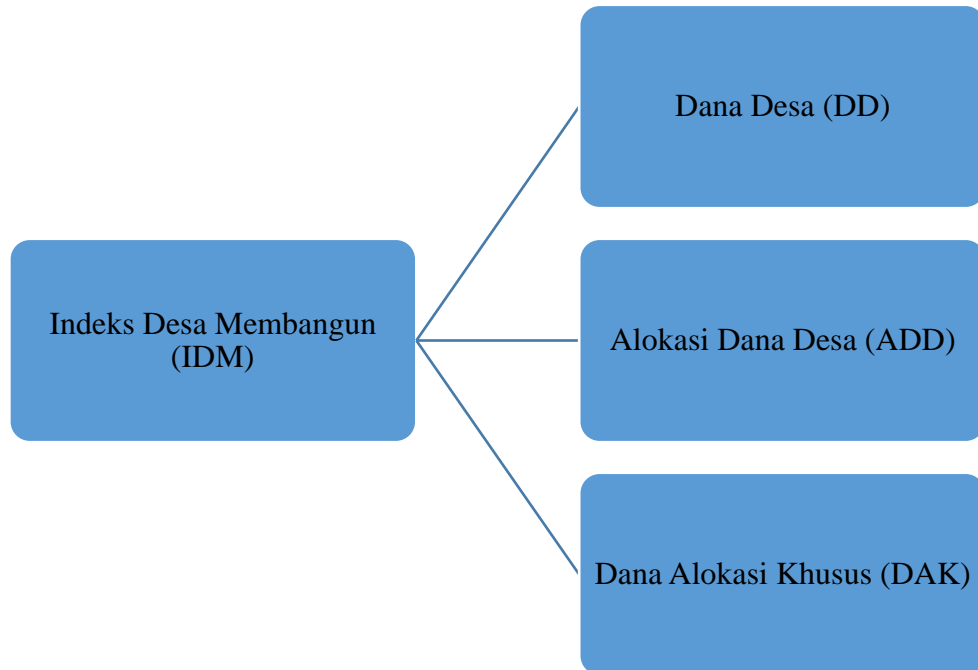 Dana Desa (DD)
Indeks Desa Membangun
(IDM)
Alokasi Dana Desa (ADD)
Dana Alokasi Khusus (DAK)